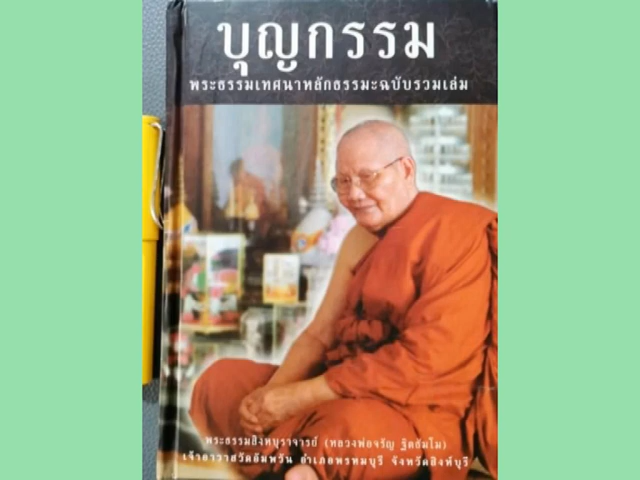 บุญกรรม
พระธรรมเทศนาหลักธรรมะฉบับรวมเล่ม
พระธรรมสิงหบุราจารย์ (หลวงพ่อจรัญ ฐิตธัมโม)
เจ้าอาวาสวัดอัมพวัน อำเภอพรหมบุรี จังหวัดสิงห์บุรี